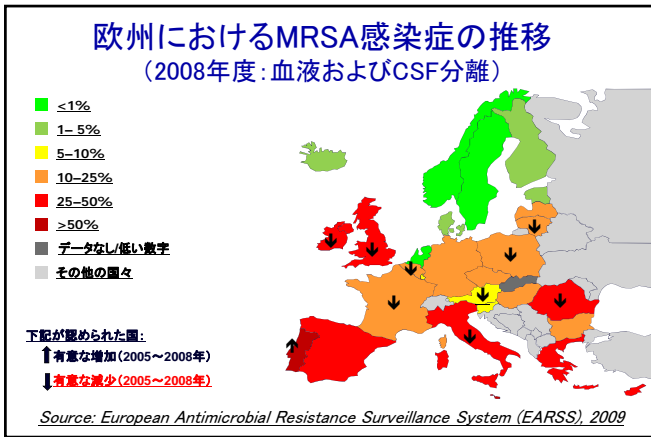 欧州におけるMRSA感染症の推移
（2008年度：血液およびCSF分離）
<1%
1– 5%
5–10%
10–25%
25–50%
>50%
データなし/低い数字
その他の国々
下記が認められた国：
有意な増加（2005～2008年）
有意な減少（2005～2008年）
Source: European Antimicrobial Resistance Surveillance System (EARSS), 2009